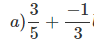 a) 3/5 + -1/3